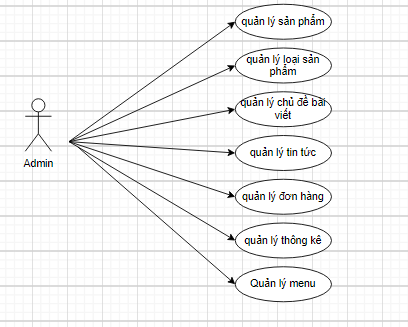 quản lý sản phẩm
quản lý loại sản
phẩm
quản lý chủ đề bài
viết
quản lý tin tức
Admin
quản lý đơn hàng
quản lý thống kê
Quản lý menu